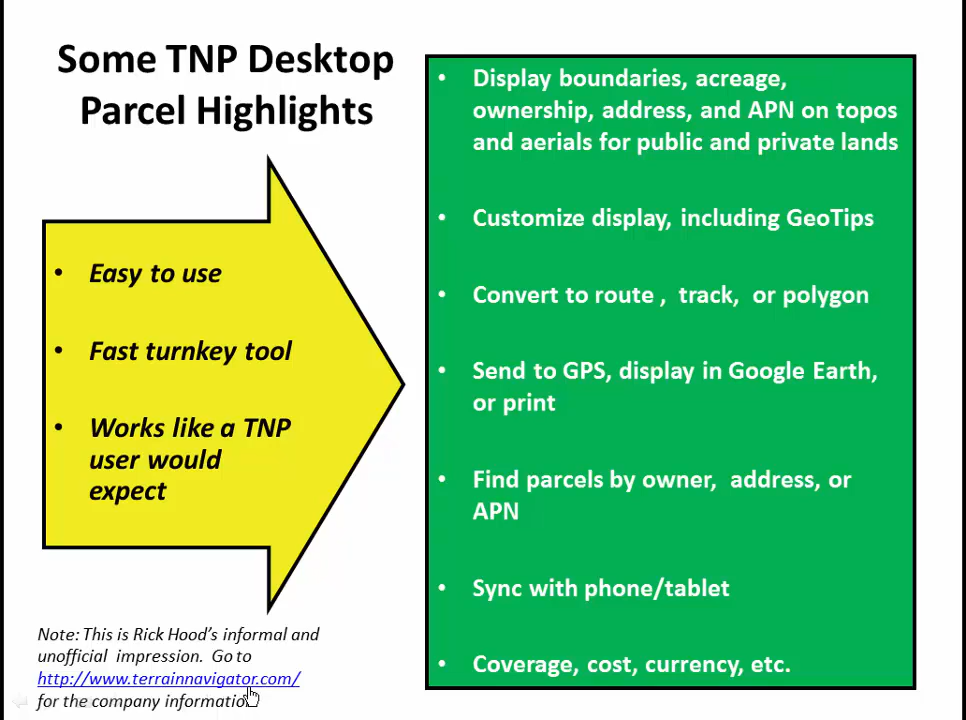 Some TNP Desktop
Parcel Highlights
• Easy to use
• Fast turnkey tool
• Works like a TNP
user would
expect
Note: This is Rick Hood's informal and
unofficial impression. Go to
http://www.terrainnavigator.com/
for the company information
• Display boundaries, acreage,
ownership, address, and APN on topos
and aerials for public and private lands
• Customize display, including GeoTips
• Convert to route , track, or polygon
• Send to GPS, display in Google Earth,
or print
• Find parcels by owner, address, or
APN
• Sync with phone/tablet
• Coverage, cost, currency, etc.